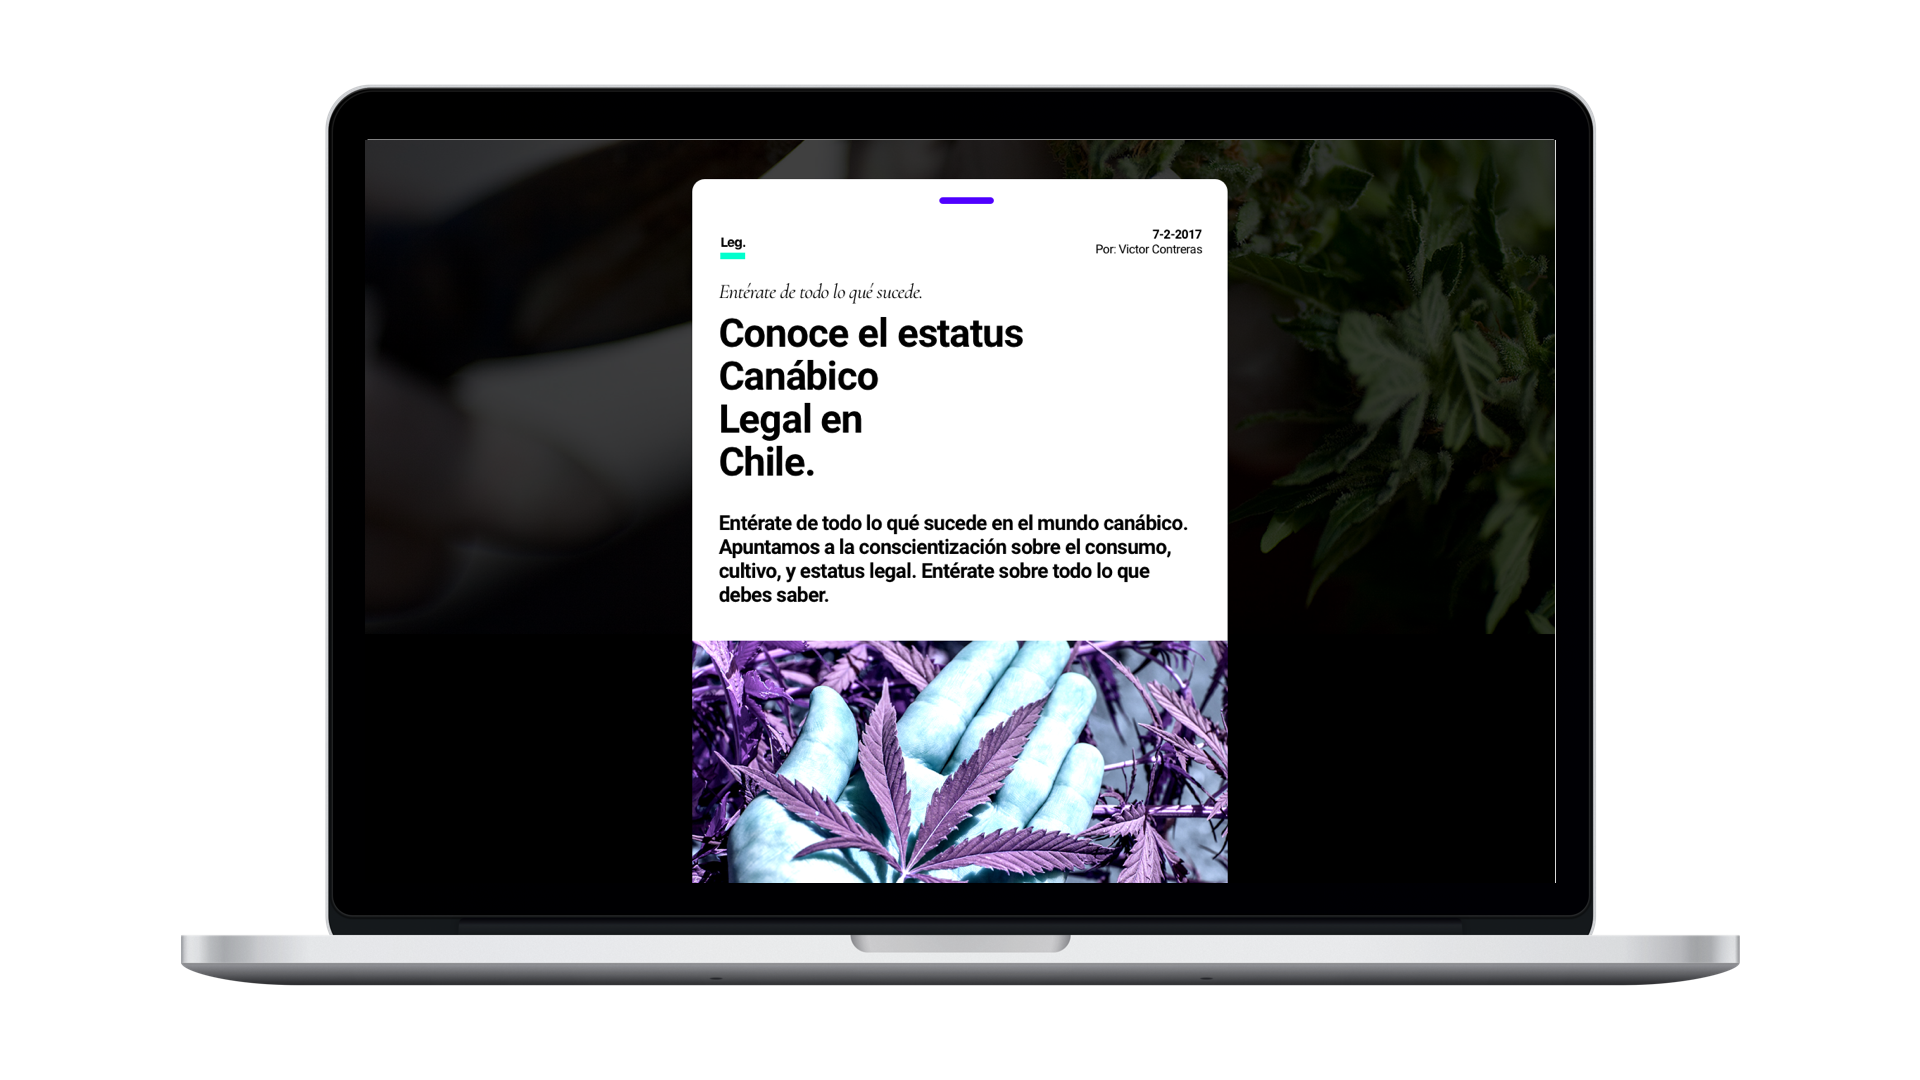 Leg.
7-2-2017
Por: Victor Contreras
Entérate de todo lo qué sucede.
Conoce el estatus
Canábico
Legal en
Chile.
Entérate de todo lo qué sucede en el mundo canábico.
Apuntamos a la conscientización sobre el consumo,
cultivo, y estatus legal. Entérate sobre todo lo que
debes saber.